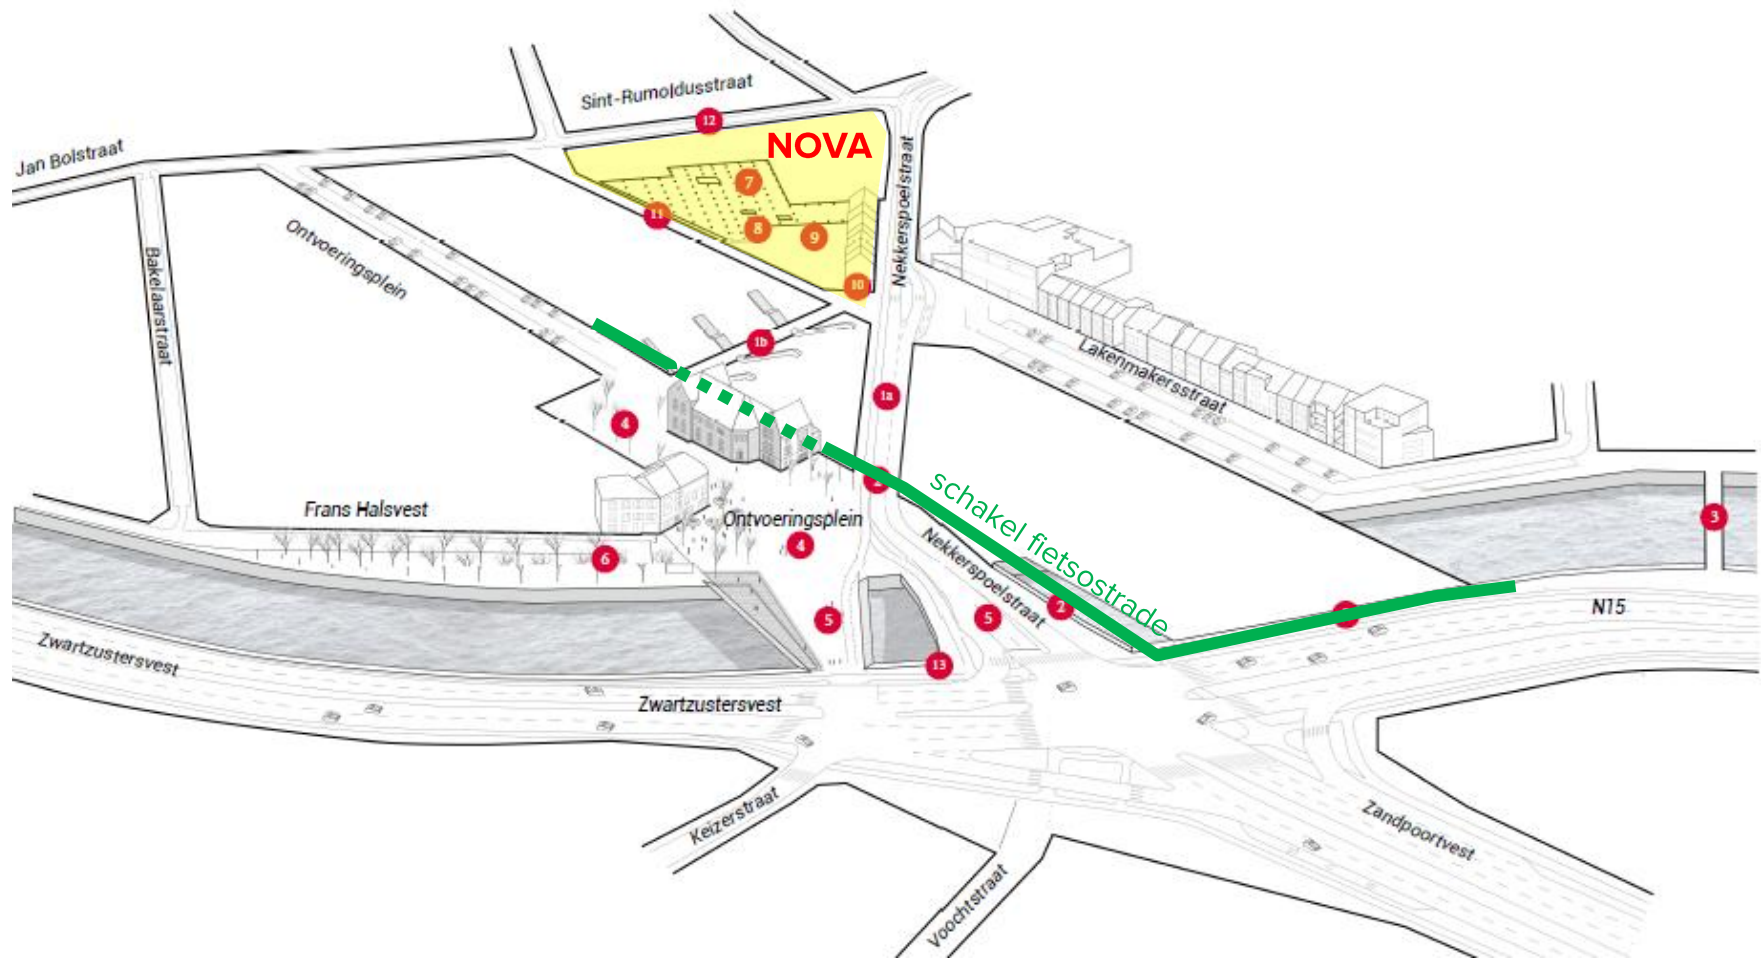 Sint-Rumoldusstraat
12
Jan Bolstraat
NOVA
Nekkerspoelstraat
7
11
8
9
Ontvoeringsplein
Bakelaarstraat
10
1b
Lakenmakersstraat
1a
4
schakel fietsostrade
Frans Halsvest
Ontvoeringsplein
3
4
6
Nekkerspoelstraat
2
5
5
N15
Zwartzustersvest
13
Zwartzustersvest
Keizerstraat
Zandpoortvest
Voochtstraat